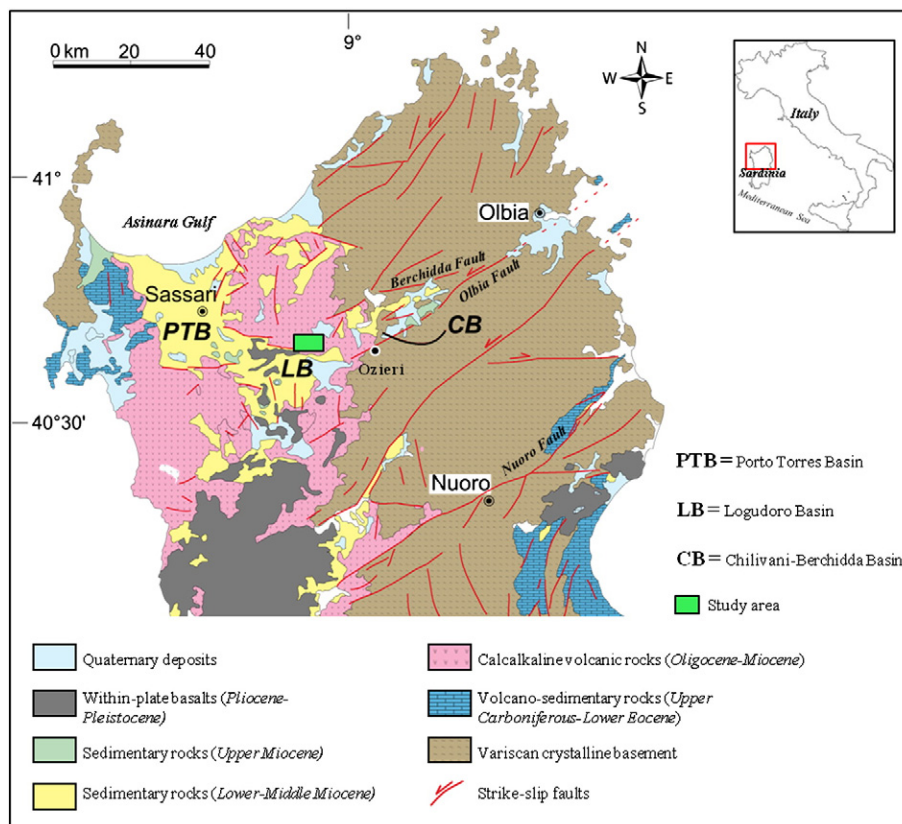 0 km 20 40
9°
N
W E
S
Italy
Sardinia
Mediterranean Sea
41°
Asinara Gulf
Olbia
Berchidda Fault
Olbia Fault
Sassari
PTB
CB
LB
Ozieri
40°30'
Nuoro Fault
Nuoro
PTB = Porto Torres Basin
LB = Logudoro Basin
CB = Chilivani-Berchidda Basin
Study area
Quaternary deposits
Within-plate basalts (Pliocene-
Pleistocene)
Sedimentary rocks (Upper Miocene)
Sedimentary rocks (Lower-Middle Miocene)
Calcalkaline volcanic rocks (Oligocene-Miocene)
Volcano-sedimentary rocks (Upper
Carboniferous-Lower Eocene)
Variscan crystalline basement
Strike-slip faults